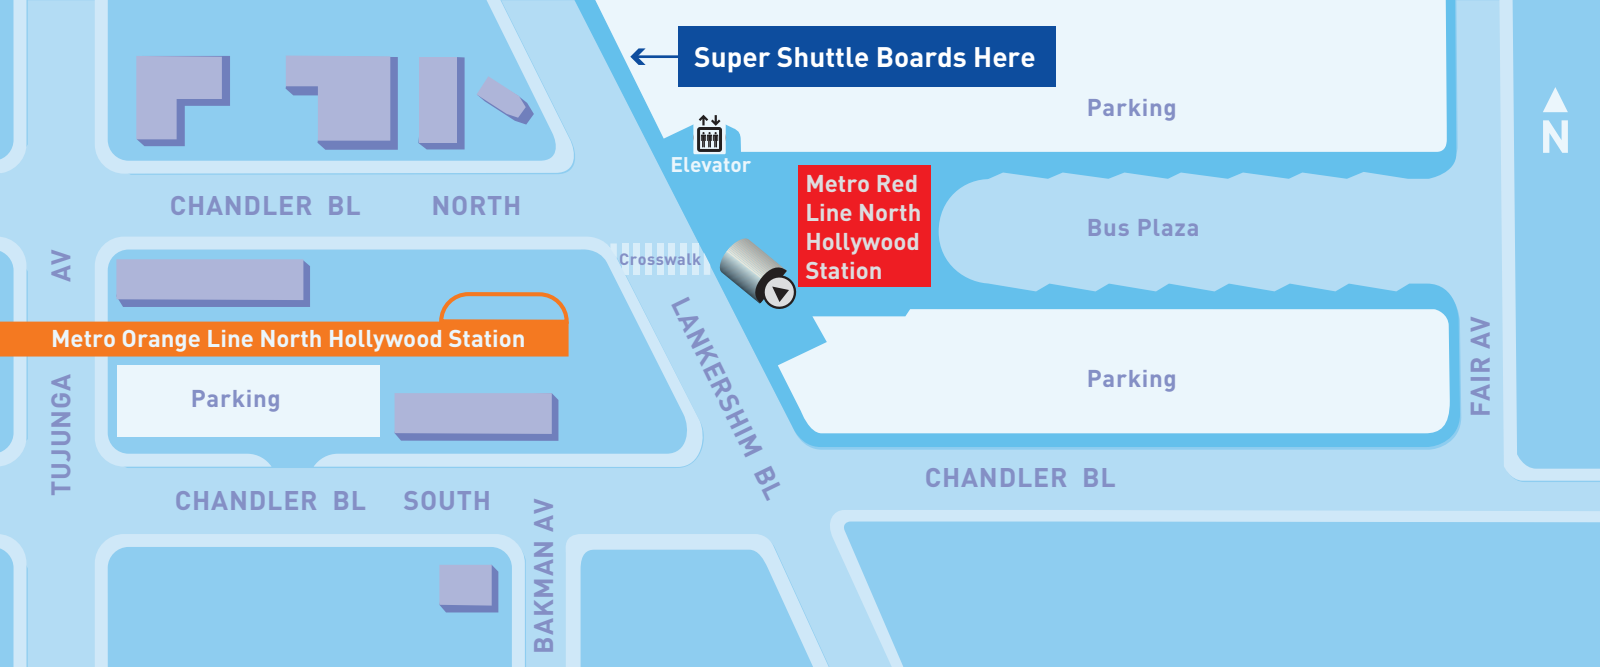 Super Shuttle Boards Here
Parking
N
Elevator
Metro Red
Line North
Hollywood
Station
CHANDLER BL NORTH
Bus Plaza
Crosswalk
TUJUNGA AV
Metro Orange Line North Hollywood Station
LANKERSHIM BL
FAIR AV
Parking
Parking
CHANDLER BL
CHANDLER BL SOUTH
BAKMAN AV